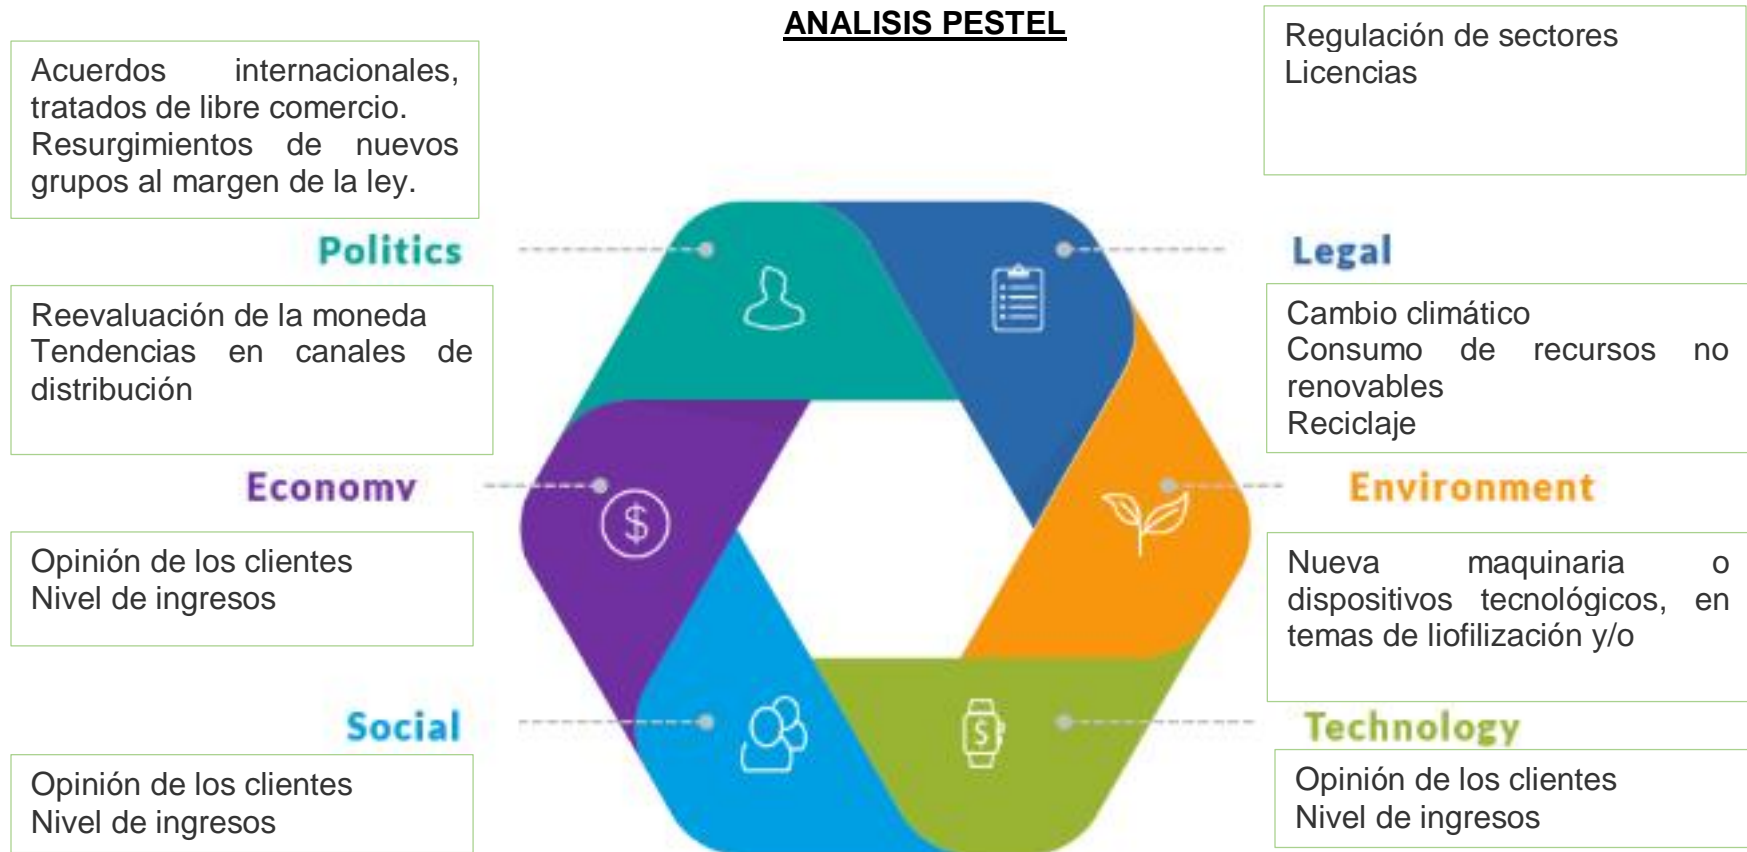 ANALISIS PESTEL
Acuerdos internacionales,
tratados de libre comercio.
Resurgimientos de nuevos
grupos al margen de la ley.
Politics
Reevaluación de la moneda
Tendencias en canales de
distribución
Economy
$
Opinión de los clientes
Nivel de ingresos
Social
Opinión de los clientes
Nivel de ingresos
Regulación de sectores
Licencias
Legal
Cambio climático
Consumo de recursos no
renovables
Reciclaje
Environment
Nueva maquinaria o
dispositivos tecnológicos, en
temas de liofilización y/o
Technology
$
Opinión de los clientes
Nivel de ingresos